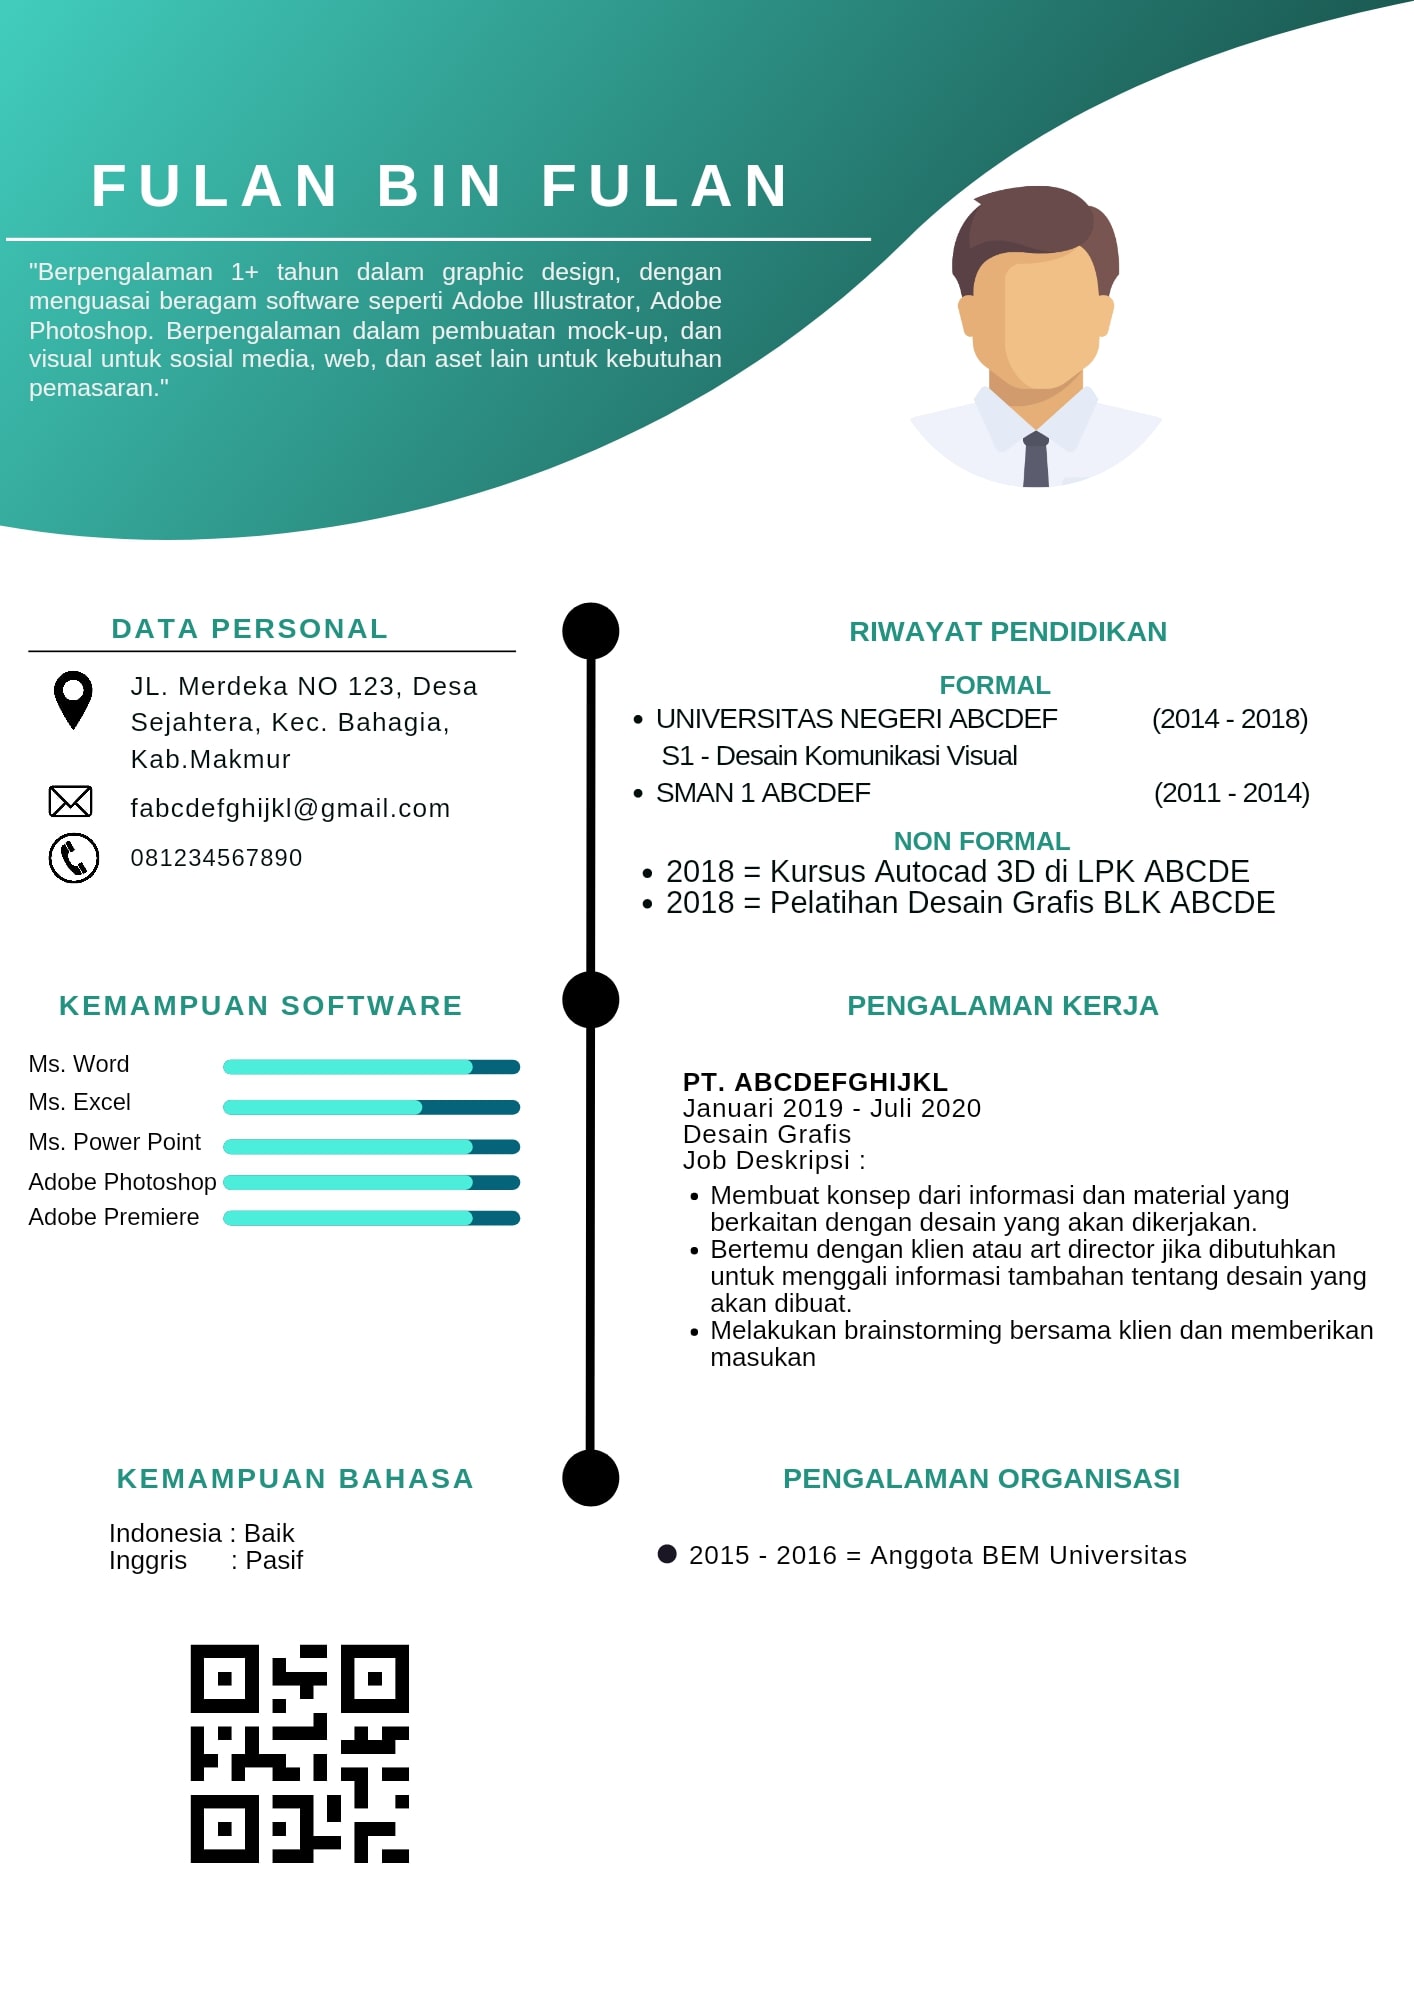 FULAN BIN FULAN
"Berpengalaman 1+ tahun dalam graphic design, dengan
menguasai beragam software seperti Adobe Illustrator, Adobe
Photoshop. Berpengalaman dalam pembuatan mock-up, dan
visual untuk sosial media, web, dan aset lain untuk kebutuhan
pemasaran."
DATA PERSONAL
JL. Merdeka NO 123, Desa
Sejahtera, Kec. Bahagia,
Kab.Makmur
fabcdefghijkl@gmail.com
081234567890
KEMAMPUAN SOFTWARE
Ms. Word
Ms. Excel
Ms. Power Point
Adobe Photoshop
Adobe Premiere
KEMAMPUAN BAHASA
Indonesia : Baik
Inggris : Pasif
RIWAYAT PENDIDIKAN
FORMAL
• UNIVERSITAS NEGERI ABCDEF (2014 - 2018)
S1 - Desain Komunikasi Visual
• SMAN 1 ABCDEF (2011 - 2014)
NON FORMAL
• 2018 = Kursus Autocad 3D di LPK ABCDE
• 2018 = Pelatihan Desain Grafis BLK ABCDE
PENGALAMAN KERJA
PT. ABCDEFGHIJKL
Januari 2019 - Juli 2020
Desain Grafis
Job Deskripsi :
• Membuat konsep dari informasi dan material yang
berkaitan dengan desain yang akan dikerjakan.
• Bertemu dengan klien atau art director jika dibutuhkan
untuk menggali informasi tambahan tentang desain yang
akan dibuat.
• Melakukan brainstorming bersama klien dan memberikan
masukan
PENGALAMAN ORGANISASI
• 2015 - 2016 = Anggota BEM Universitas